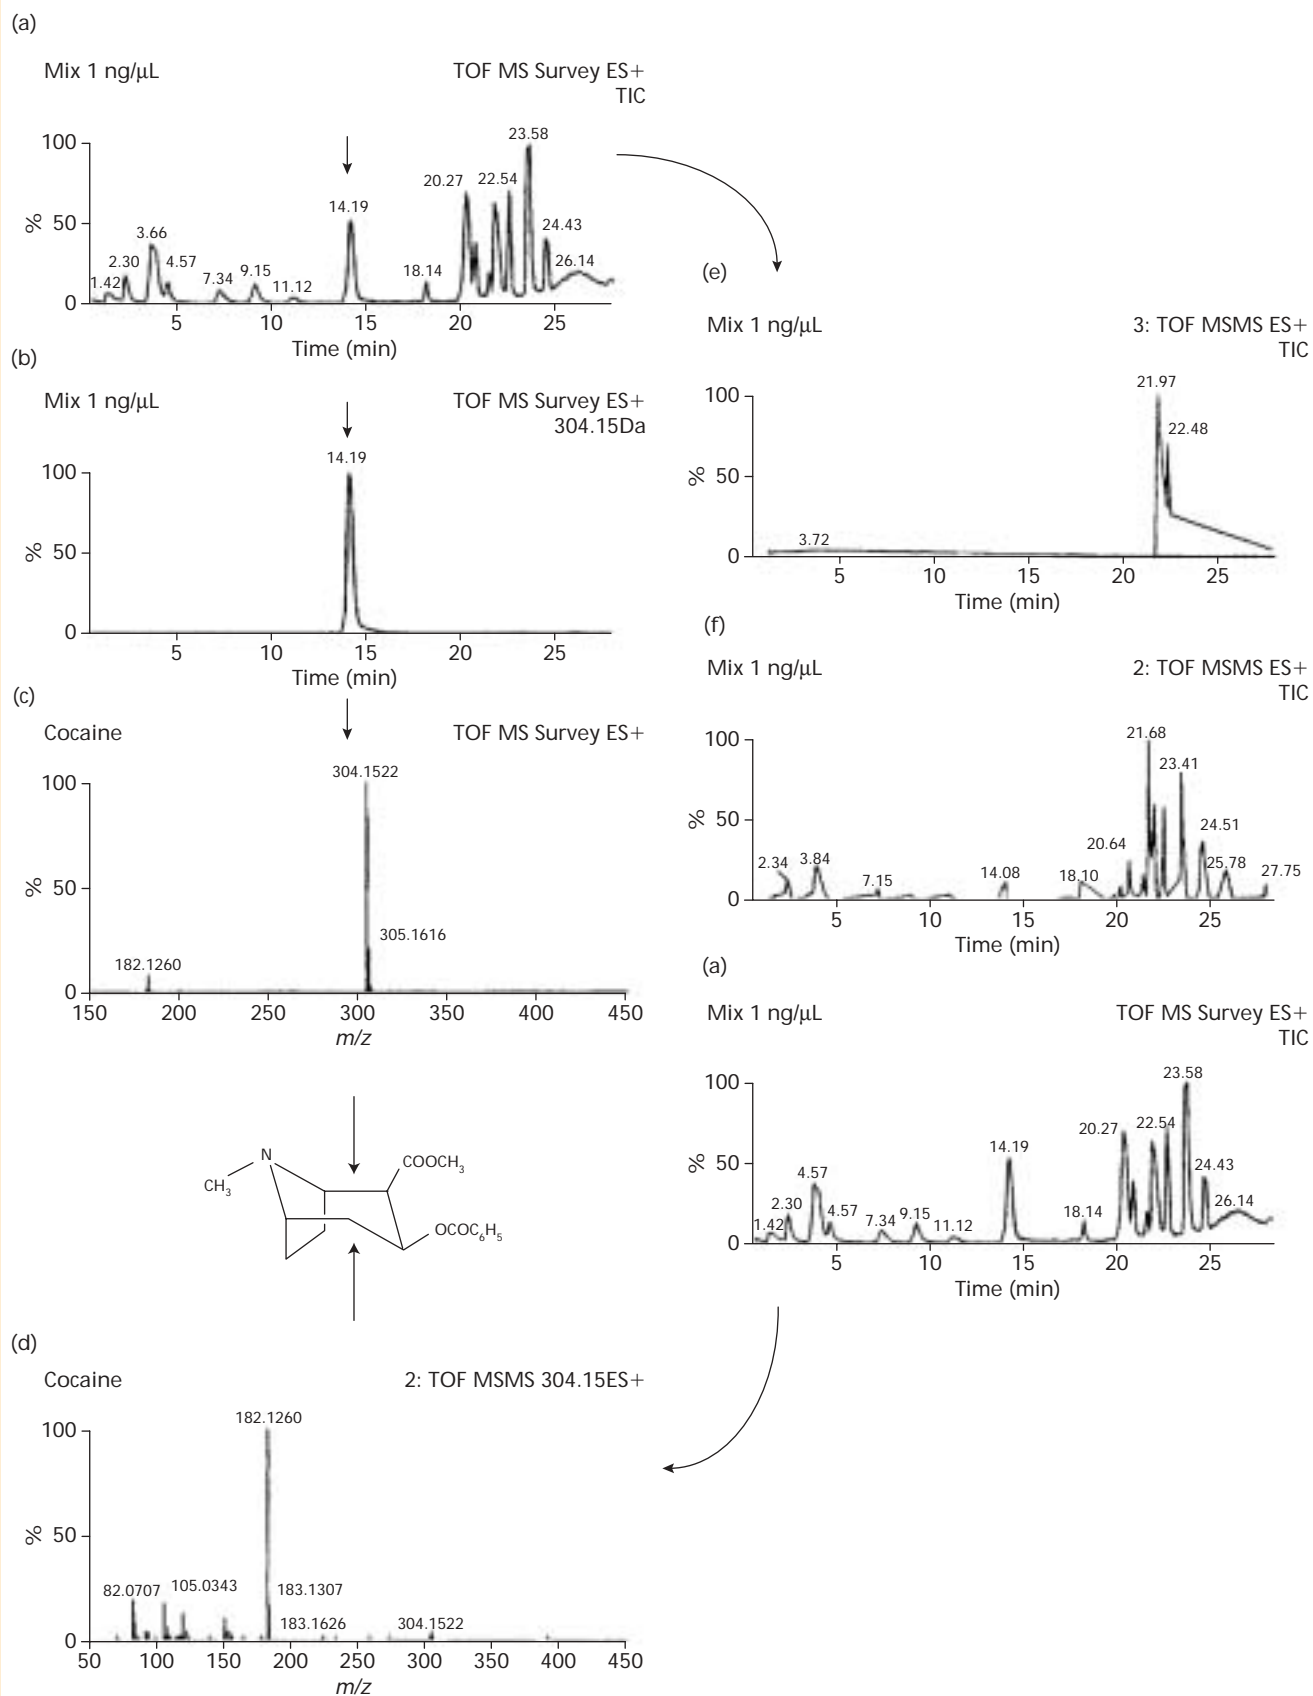 (a)
Mix 1 ng/μL
TOF MS Survey ES+
TIC
100
50
0
%
1.42
2.30
3.66
4.57
7.34
9.15
11.12
14.19
18.14
20.27
22.54
23.58
24.43
26.14
5 10 15 20 25
Time (min)
(b)
Mix 1 ng/μL
TOF MS Survey ES+
304.15Da
100
50
0
%
14.19
5 10 15 20 25
Time (min)
(c)
Cocaine
TOF MS Survey ES+
100
50
0
%
182.1260
304.1522
305.1616
150 200 250 300 350 400 450
m/z
N
CH3
COOCH3
OCOC6H5
(d)
Cocaine
2: TOF MSMS 304.15ES+
100
50
0
%
82.0707
105.0343
182.1260
183.1307
183.1626
304.1522
50 100 150 200 250 300 350 400 450
m/z
(e)
Mix 1 ng/μL
3: TOF MSMS ES+
TIC
100
50
0
%
3.72
21.97
22.48
5 10 15 20 25
Time (min)
(f)
Mix 1 ng/μL
2: TOF MSMS ES+
TIC
100
50
0
%
2.34
3.84
7.15
14.08
18.10
20.64
21.68
23.41
24.51
25.78
27.75
5 10 15 20 25
Time (min)
(a)
Mix 1 ng/μL
TOF MS Survey ES+
TIC
100
50
0
%
1.42
2.30
4.57
4.57
7.34
9.15
11.12
14.19
18.14
20.27
22.54
23.58
24.43
26.14
5 10 15 20 25
Time (min)